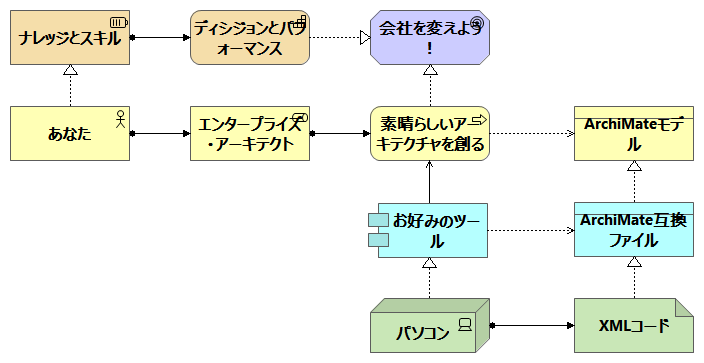 ナレッジとスキル
ディシジョンとパフ
ォーマンス
会社を変えよう
!
あなた
エンタープライズ
・アーキテクト
素晴らしいアー
キテクチャを創る
ArchiMateモデ
ル
お好みのツー
ル
ArchiMate互換
ファイル
パソコン
XMLコード